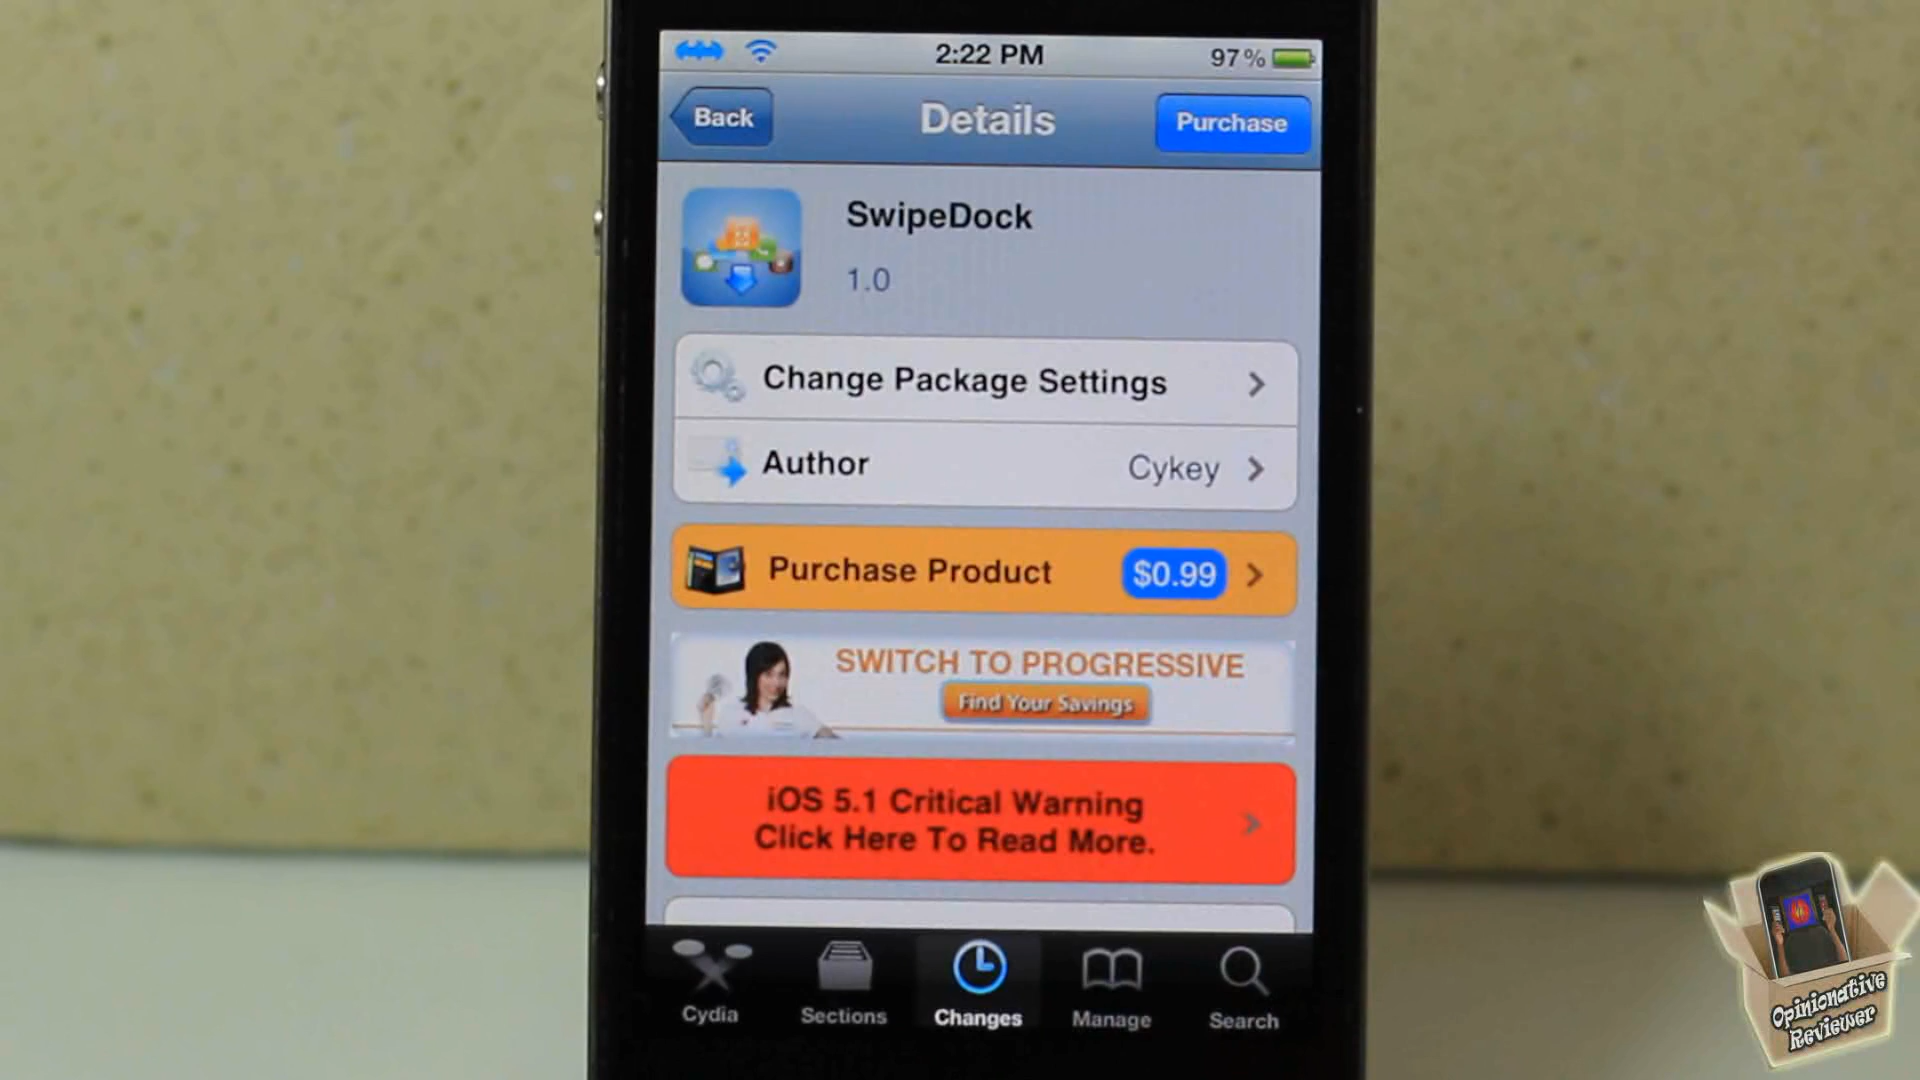 2:22 PM
97%
Back
Details
Purchase
SwipeDock
1.0
Change Package Settings
Author
Cykey
Purchase Product
$0.99
SWITCH TO PROGRESSIVE
Find Your Savings
iOS 5.1 Critical Warning
Click Here To Read More.
Cydia
Sections
Changes
Manage
Search
Opinionative
Reviewer